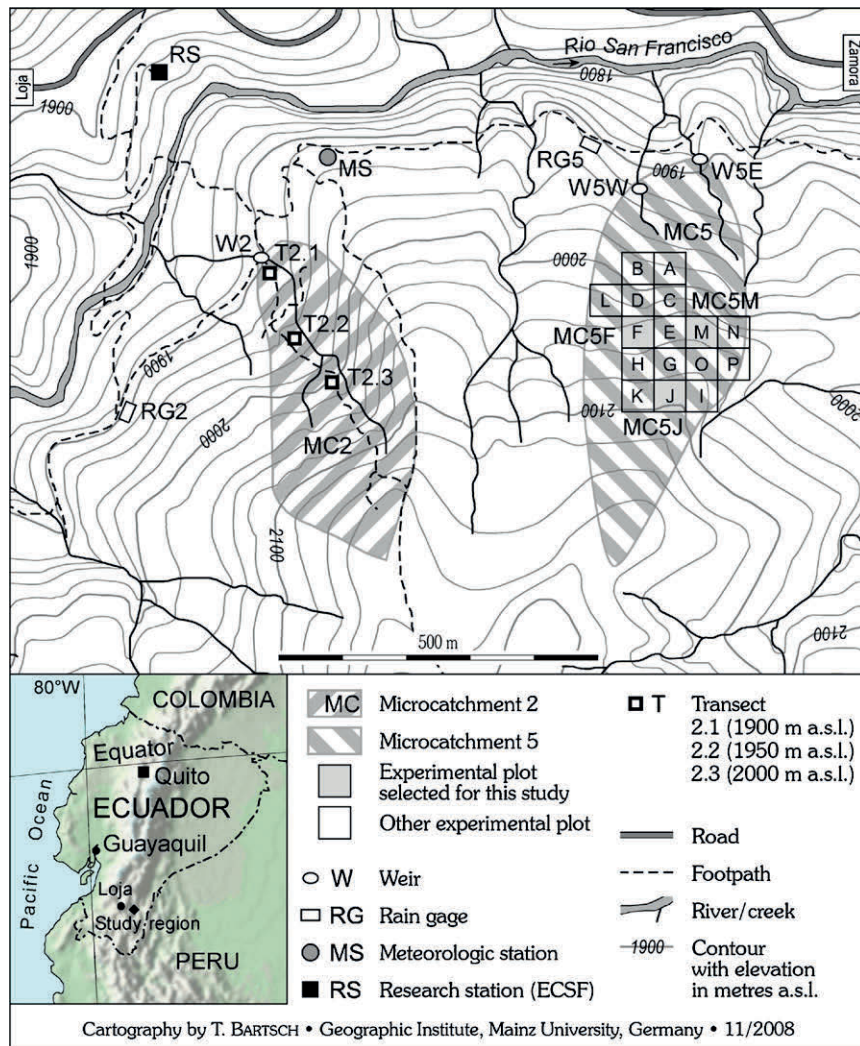 RS
Rio San Francisco
Loja
Zamora
1900
1800
MS
RG5
W5E
W5W
1900
1900
W2
T2.1
MC5
2000
B A
L D C MC5M
T2.2
MC5F
F E M N
1900
T2.3
H G O P
RG2
K J I
2100
2000
MC2
MC5J
2100
2100
500 m
80°W
COLOMBIA
Equator
Quito
ECUADOR
Pacific Ocean
Guayaquil
Loja
Study region
PERU
MC Microcatchment 2
Microcatchment 5
Experimental plot
selected for this study
Other experimental plot
W Weir
RG Rain gage
MS Meteorologic station
RS Research station (ECSF)
T Transect
2.1 (1900 m a.s.l.)
2.2 (1950 m a.s.l.)
2.3 (2000 m a.s.l.)
Road
Footpath
River/creek
1900 Contour
with elevation
in metres a.s.l.
Cartography by T. BARTSCH • Geographic Institute, Mainz University, Germany • 11/2008